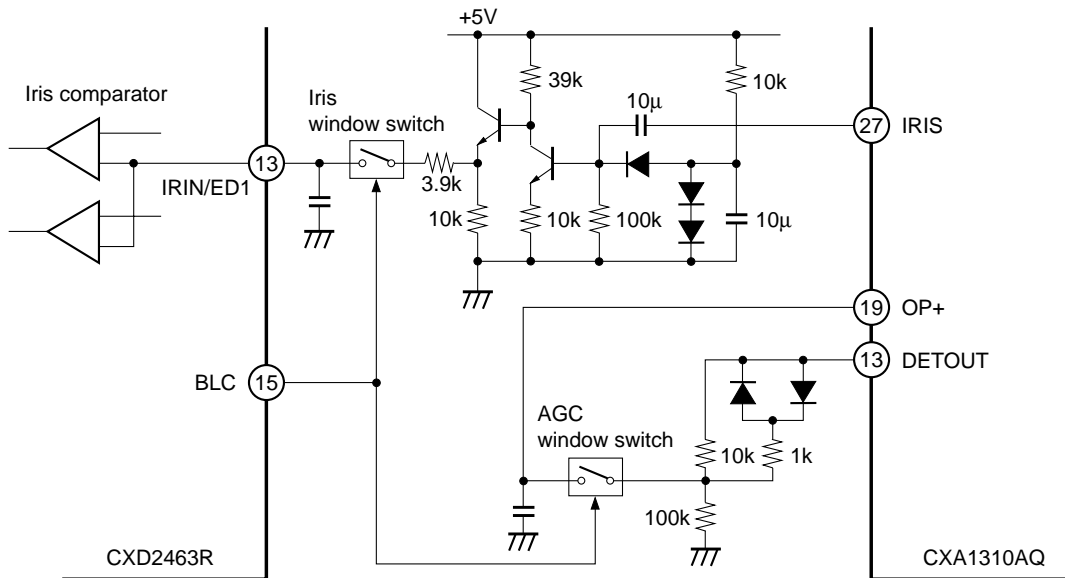 +5V
39k
10k
Iris comparator
Iris
window switch
10μ
27 IRIS
13
IRIN/ED1
3.9k
10k
10k
100k
10μ
19 OP+
13 DETOUT
BLC 15
AGC
window switch
10k
1k
100k
CXD2463R
CXA1310AQ